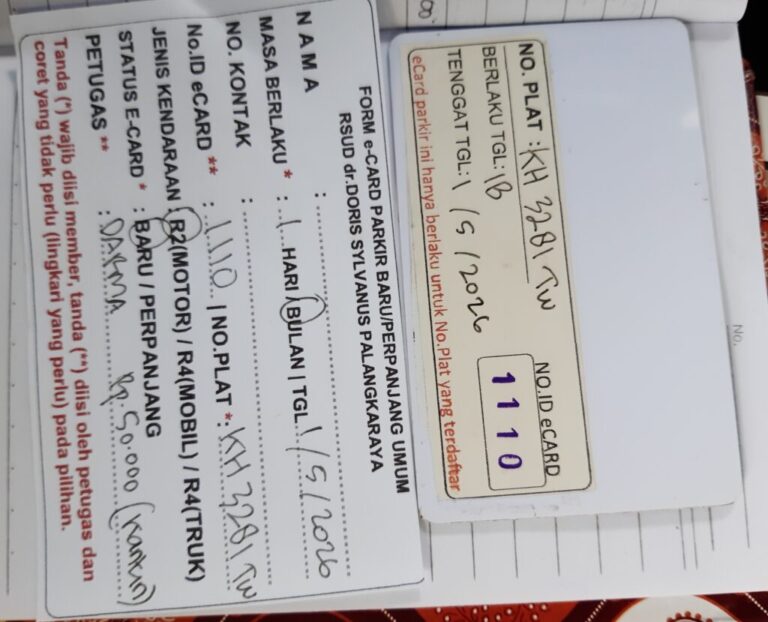 FORM e-CARD PARKIR BARU/PERPANJANG UMUM
RSUD dr.DORIS SYLVANUS PALANGKARAYA
NAMA :
MASA BERLAKU * : 1 HARI / BULAN | TGL 1/5/2026
NO. KONTAK :
No.ID eCARD ** : 1110 | NO.PLAT *: KH 3281 TW
JENIS KENDARAAN : R2(MOTOR) / R4(MOBIL) / R4(TRUK)
STATUS E-CARD * : BARU / PERPANJANG
PETUGAS ** : DARMA Rp. 50.000
Tanda (*) wajib diisi member, tanda (**) diisi oleh petugas dan
coret yang tidak perlu (lingkari yang perlu) pada pilihan.
NO. PLAT : KH 3281 TW
NO.ID eCARD
1110
BERLAKU TGL:
TENGGAT TGL: 1/5/2026
eCard parkir ini hanya berlaku untuk No.Plat yang terdaftar
No.